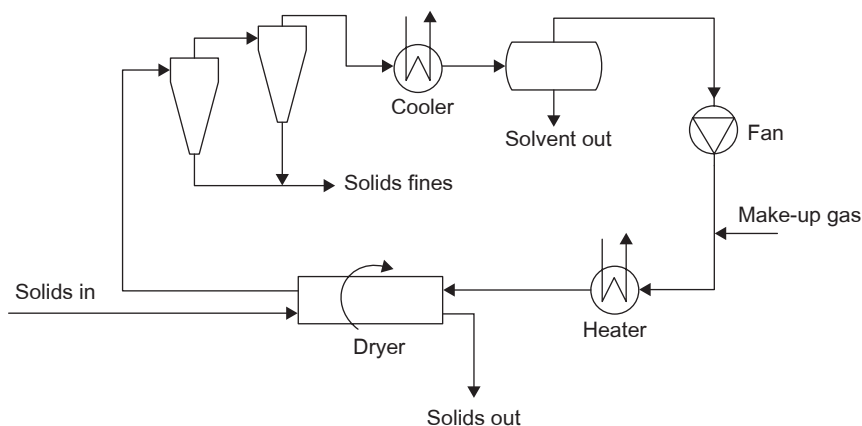 Cooler
Solvent out
Fan
Solids fines
Make-up gas
Solids in
Heater
Dryer
Solids out